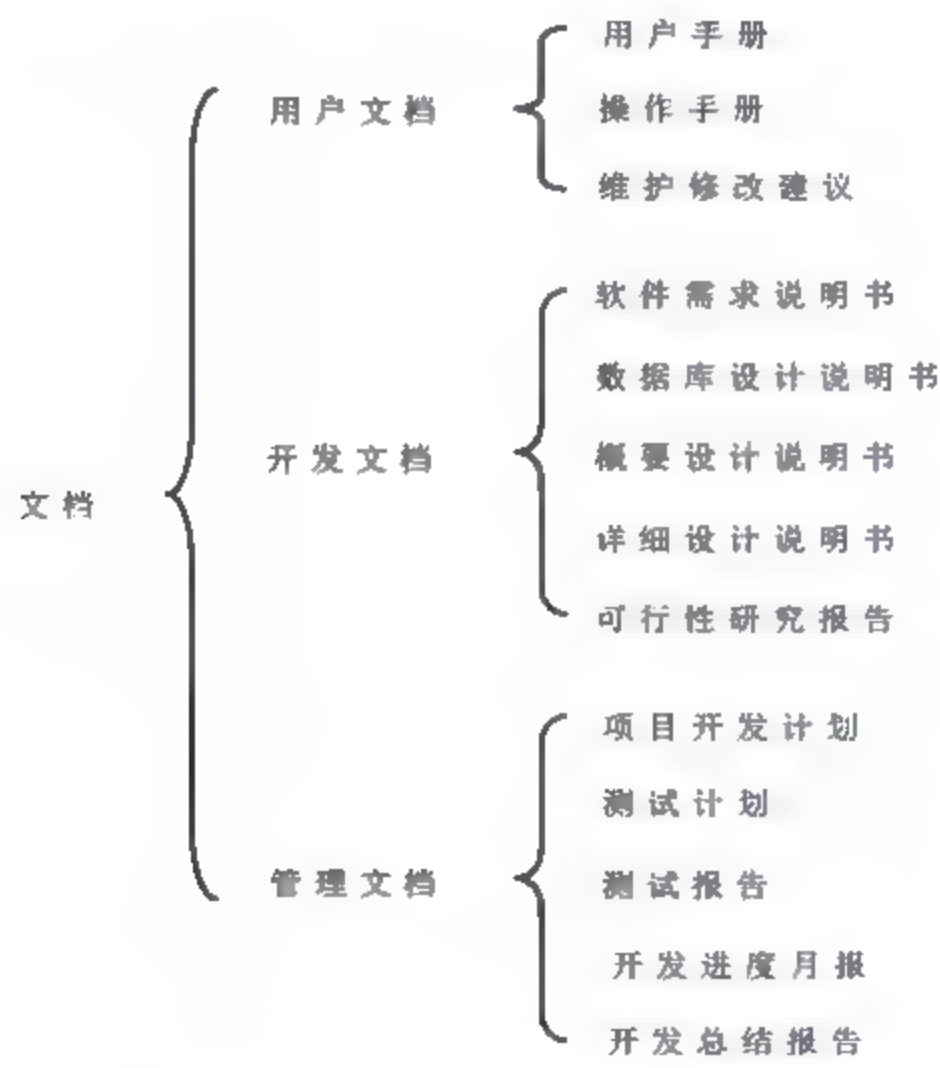 文档
用户文档
用户手册
操作手册
维护修改建议
开发文档
软件需求说明书
数据库设计说明书
概要设计说明书
详细设计说明书
可行性研究报告
管理文档
项目开发计划
测试计划
测试报告
开发进度月报
开发总结报告